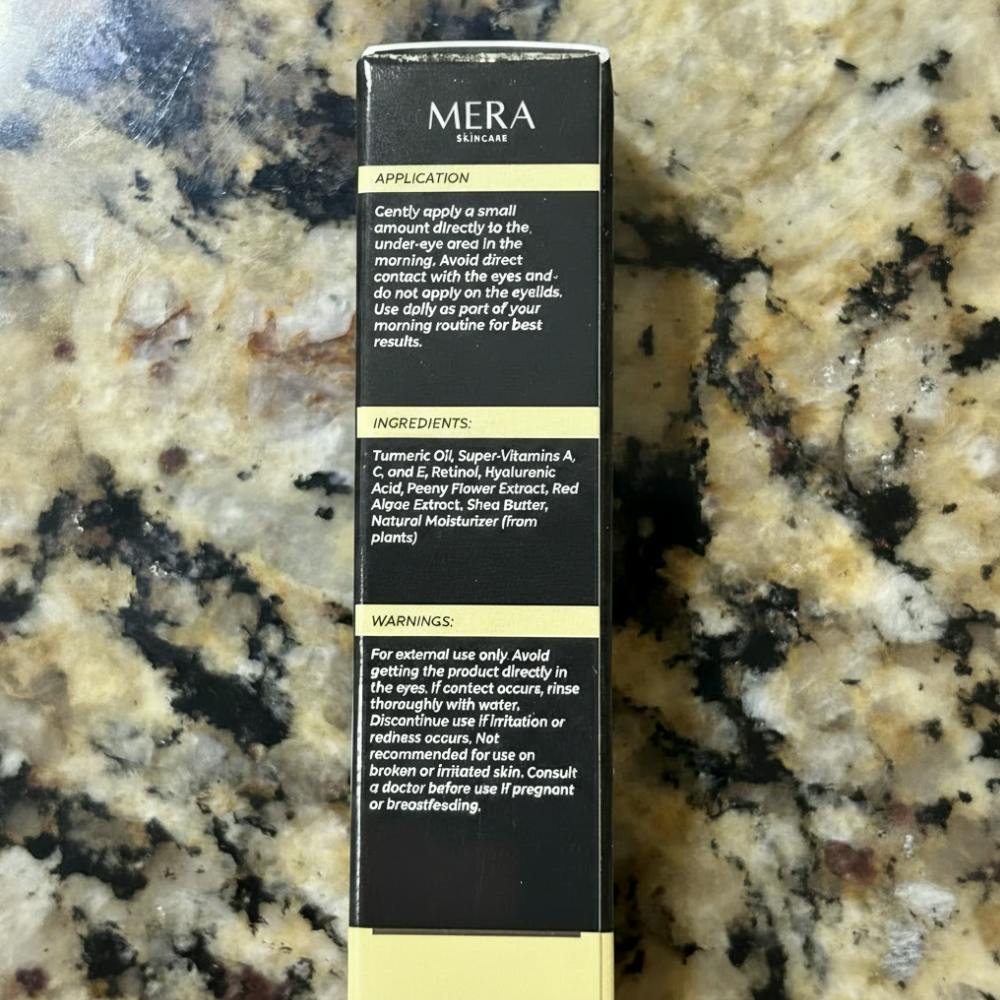 MERA
SKINCARE
APPLICATION
Cently apply a small
amount directly to the,
under-eye area in the
morning. Avoid direct
contact with the eyes and-
do not apply on the eyelids.
Use dplly as part of your
morning routine for best
results.
INGREDIENTS:
Turmeric Oil, Super-Vitamins A,
C, and E, Retinol, Hyalurenic
Acid, Peeny Flower Extract, Red
Algae Extroct, Shea Butter,
Natural Moisturizer (from
plants)
WARNINGS:
For external use only. Avoid
getting the product directly in
the eyes. If contect occurs, rinse
thoroughly with water,
Discontinue use If Irritation or
redness occurs, Not
recommended for use on
broken or irritated skin. Consult
a doctor before use If pregnant
or breostfesding.